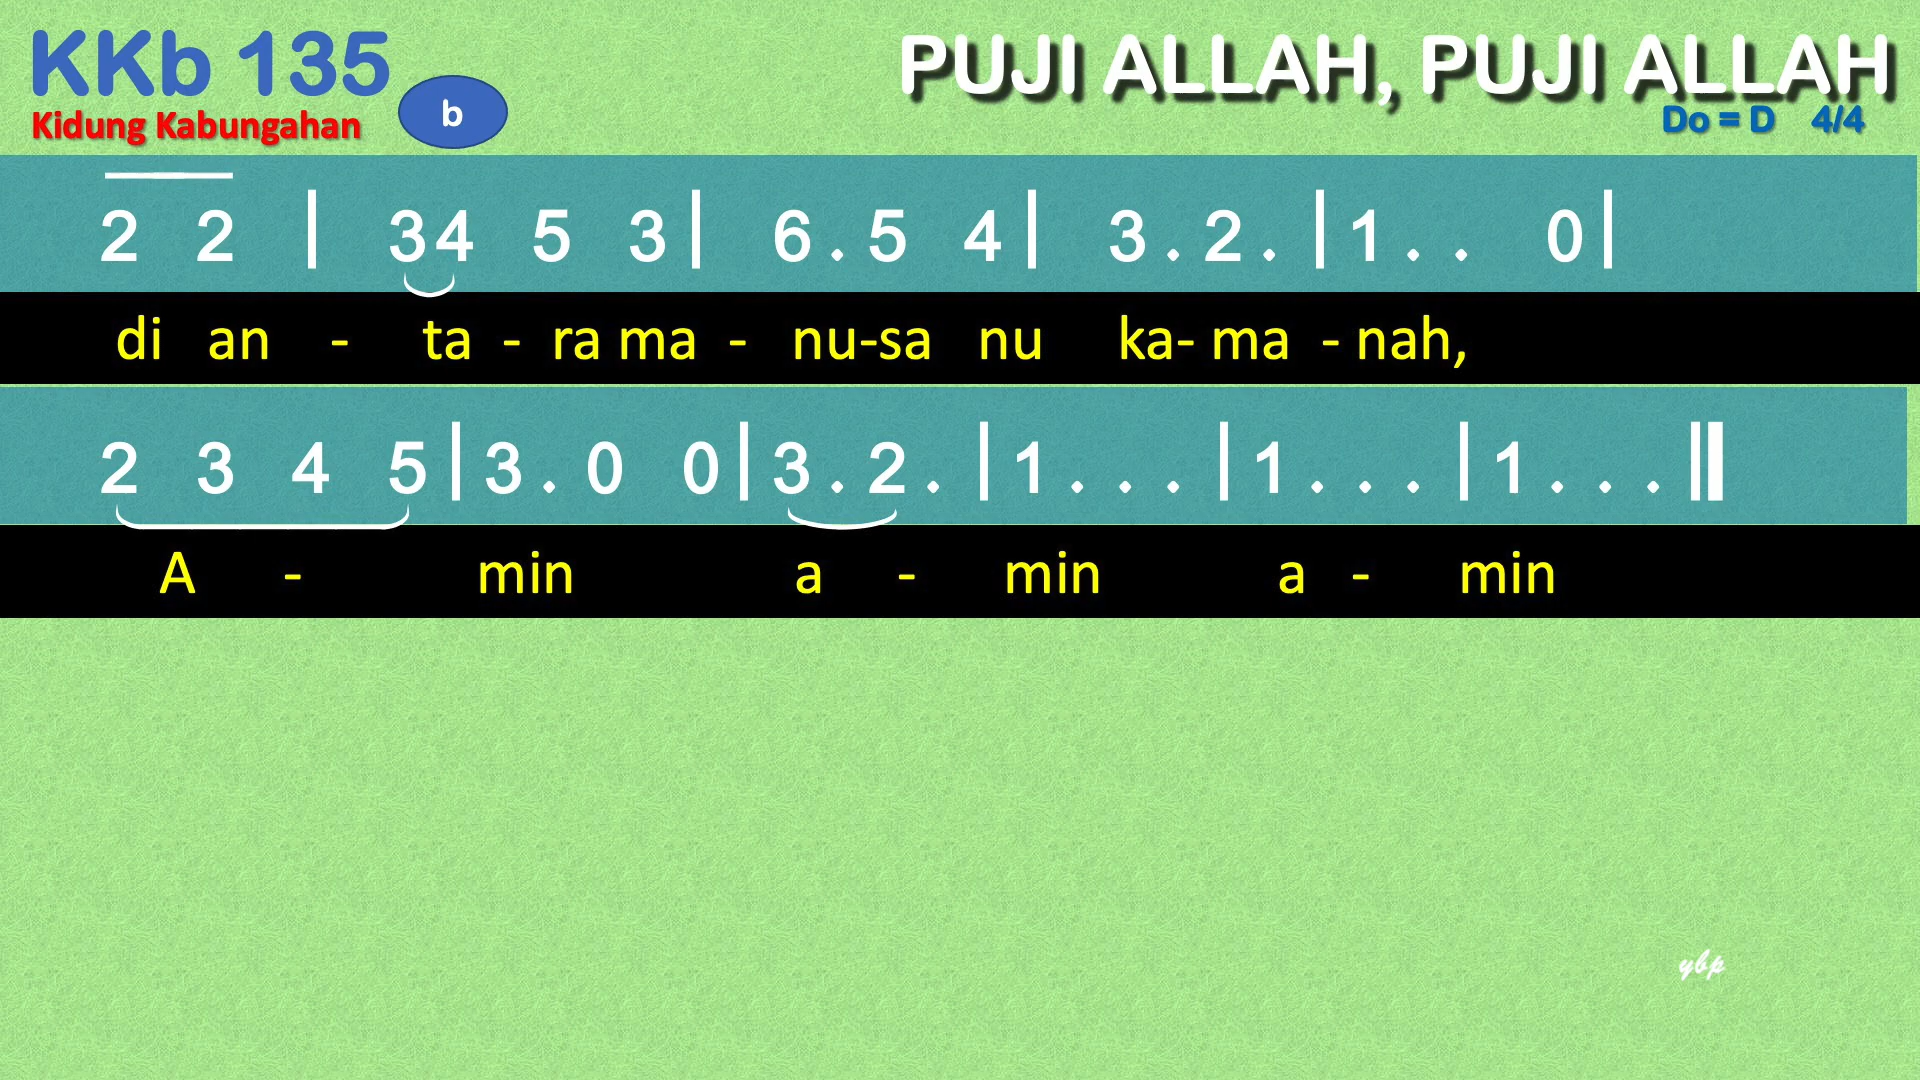 KKb 135
Kidung Kabungahan
b
PUJI ALLAH, PUJI ALLAH
Do = D 4/4
2 2 | 34 5 3 | 6 . 5 4 | 3 . 2 . | 1 . . 0 |
di an - ta - ra ma - nu-sa nu ka- ma - nah,
2 3 4 5 | 3 . 0 0 | 3 . 2 . | 1 . . . | 1 . . . | 1 . . . ||
A - min a - min a - min
ybp